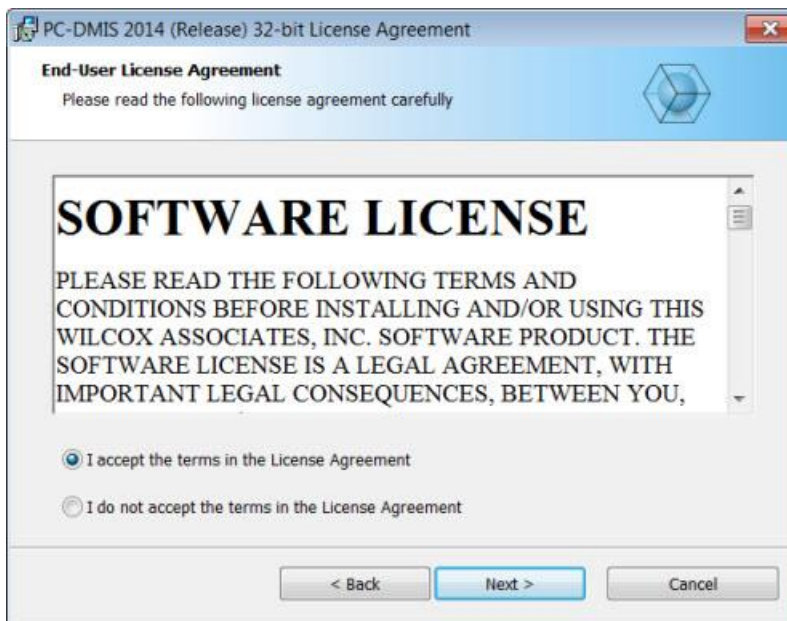 PC-DMIS 2014 (Release) 32-bit License Agreement
End-User License Agreement
Please read the following license agreement carefully
SOFTWARE LICENSE
PLEASE READ THE FOLLOWING TERMS AND
CONDITIONS BEFORE INSTALLING AND/OR USING THIS
WILCOX ASSOCIATES, INC. SOFTWARE PRODUCT. THE
SOFTWARE LICENSE IS A LEGAL AGREEMENT, WITH
IMPORTANT LEGAL CONSEQUENCES, BETWEEN YOU,
I accept the terms in the License Agreement
I do not accept the terms in the License Agreement
< Back Next > Cancel